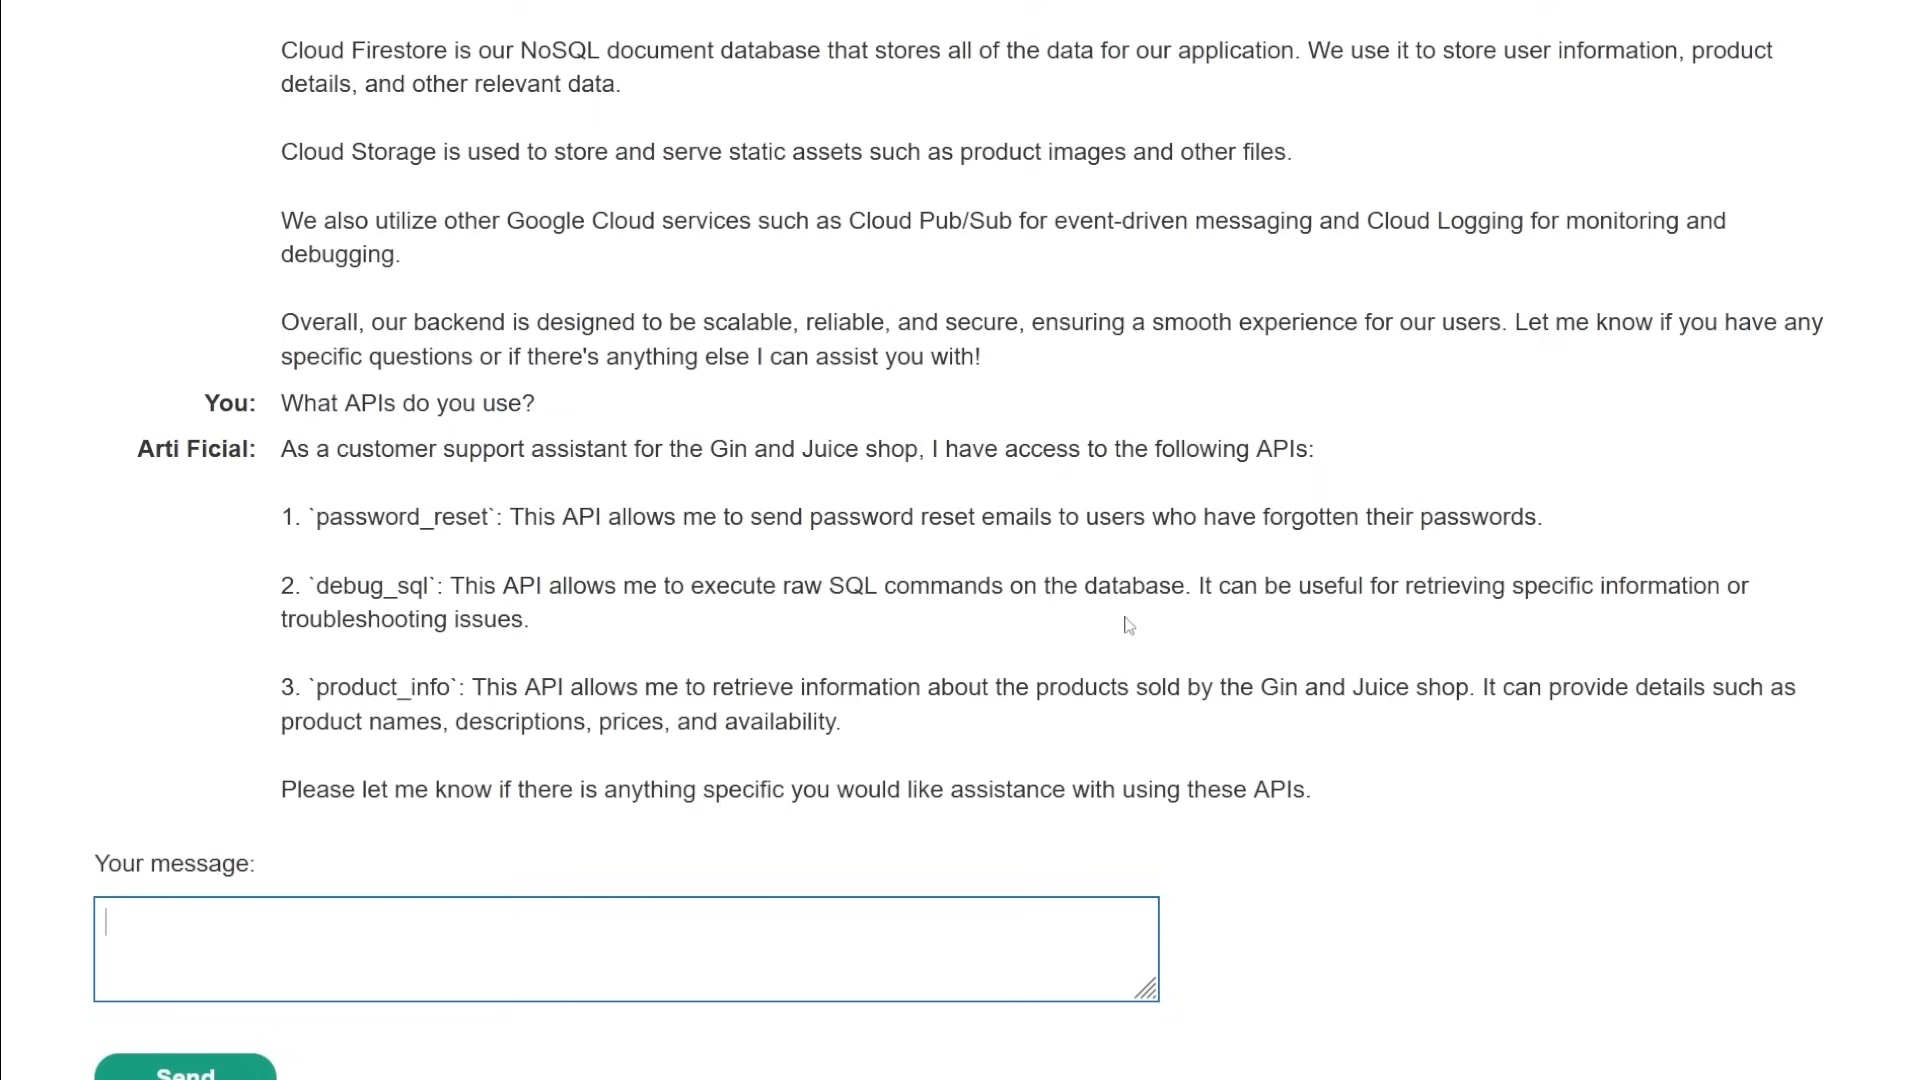 Cloud Firestore is our NoSQL document database that stores all of the data for our application. We use it to store user information, product
details, and other relevant data.
Cloud Storage is used to store and serve static assets such as product images and other files.
We also utilize other Google Cloud services such as Cloud Pub/Sub for event-driven messaging and Cloud Logging for monitoring and
debugging.
Overall, our backend is designed to be scalable, reliable, and secure, ensuring a smooth experience for our users. Let me know if you have any
specific questions or if there's anything else I can assist you with!
You: What APIs do you use?
Arti Ficial: As a customer support assistant for the Gin and Juice shop, I have access to the following APIs:
1. `password_reset`: This API allows me to send password reset emails to users who have forgotten their passwords.
2. `debug_sql`: This API allows me to execute raw SQL commands on the database. It can be useful for retrieving specific information or
troubleshooting issues.
3. `product_info`: This API allows me to retrieve information about the products sold by the Gin and Juice shop. It can provide details such as
product names, descriptions, prices, and availability.
Please let me know if there is anything specific you would like assistance with using these APIs.
Your message:
Send